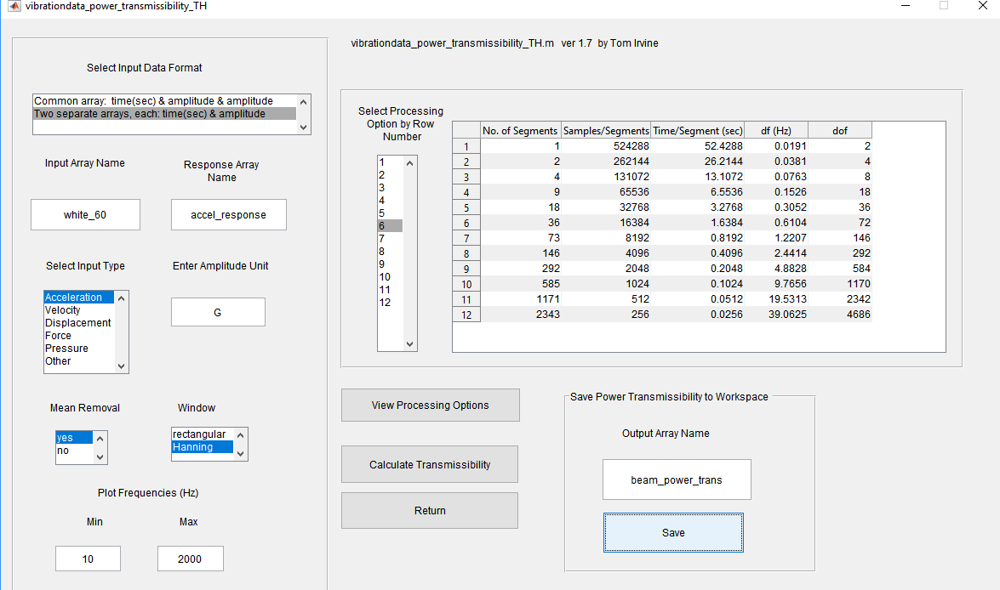 vibrationdata_power_transmissibility_TH
vibrationdata_power_transmissibility_TH.m ver 1.7 by Tom Irvine
Select Input Data Format
Common array: time(sec) & amplitude & amplitude
Two separate arrays, each: time(sec) & amplitude
Input Array Name
Response Array
Name
white_60
accel_response
Select Input Type
Enter Amplitude Unit
Acceleration
Velocity
Displacement
Force
Pressure
Other
G
Mean Removal
Window
yes
no
rectangular
Hanning
Plot Frequencies (Hz)
Min
Max
10
2000
Select Processing
Option by Row
Number
1
2
3
4
5
6
7
8
9
10
11
12
No. of Segments Samples/Segments Time/Segment (sec) df (Hz) dof
1 1 524288 52.4288 0.0191 2
2 2 262144 26.2144 0.0381 4
3 4 131072 13.1072 0.0763 8
4 9 65536 6.5536 0.1526 18
5 18 32768 3.2768 0.3052 36
6 36 16384 1.6384 0.6104 72
7 73 8192 0.8192 1.2207 146
8 146 4096 0.4096 2.4414 292
9 292 2048 0.2048 4.8828 584
10 585 1024 0.1024 9.7656 1170
11 1171 512 0.0512 19.5313 2342
12 2343 256 0.0256 39.0625 4686
View Processing Options
Calculate Transmissibility
Return
Save Power Transmissibility to Workspace
Output Array Name
beam_power_trans
Save